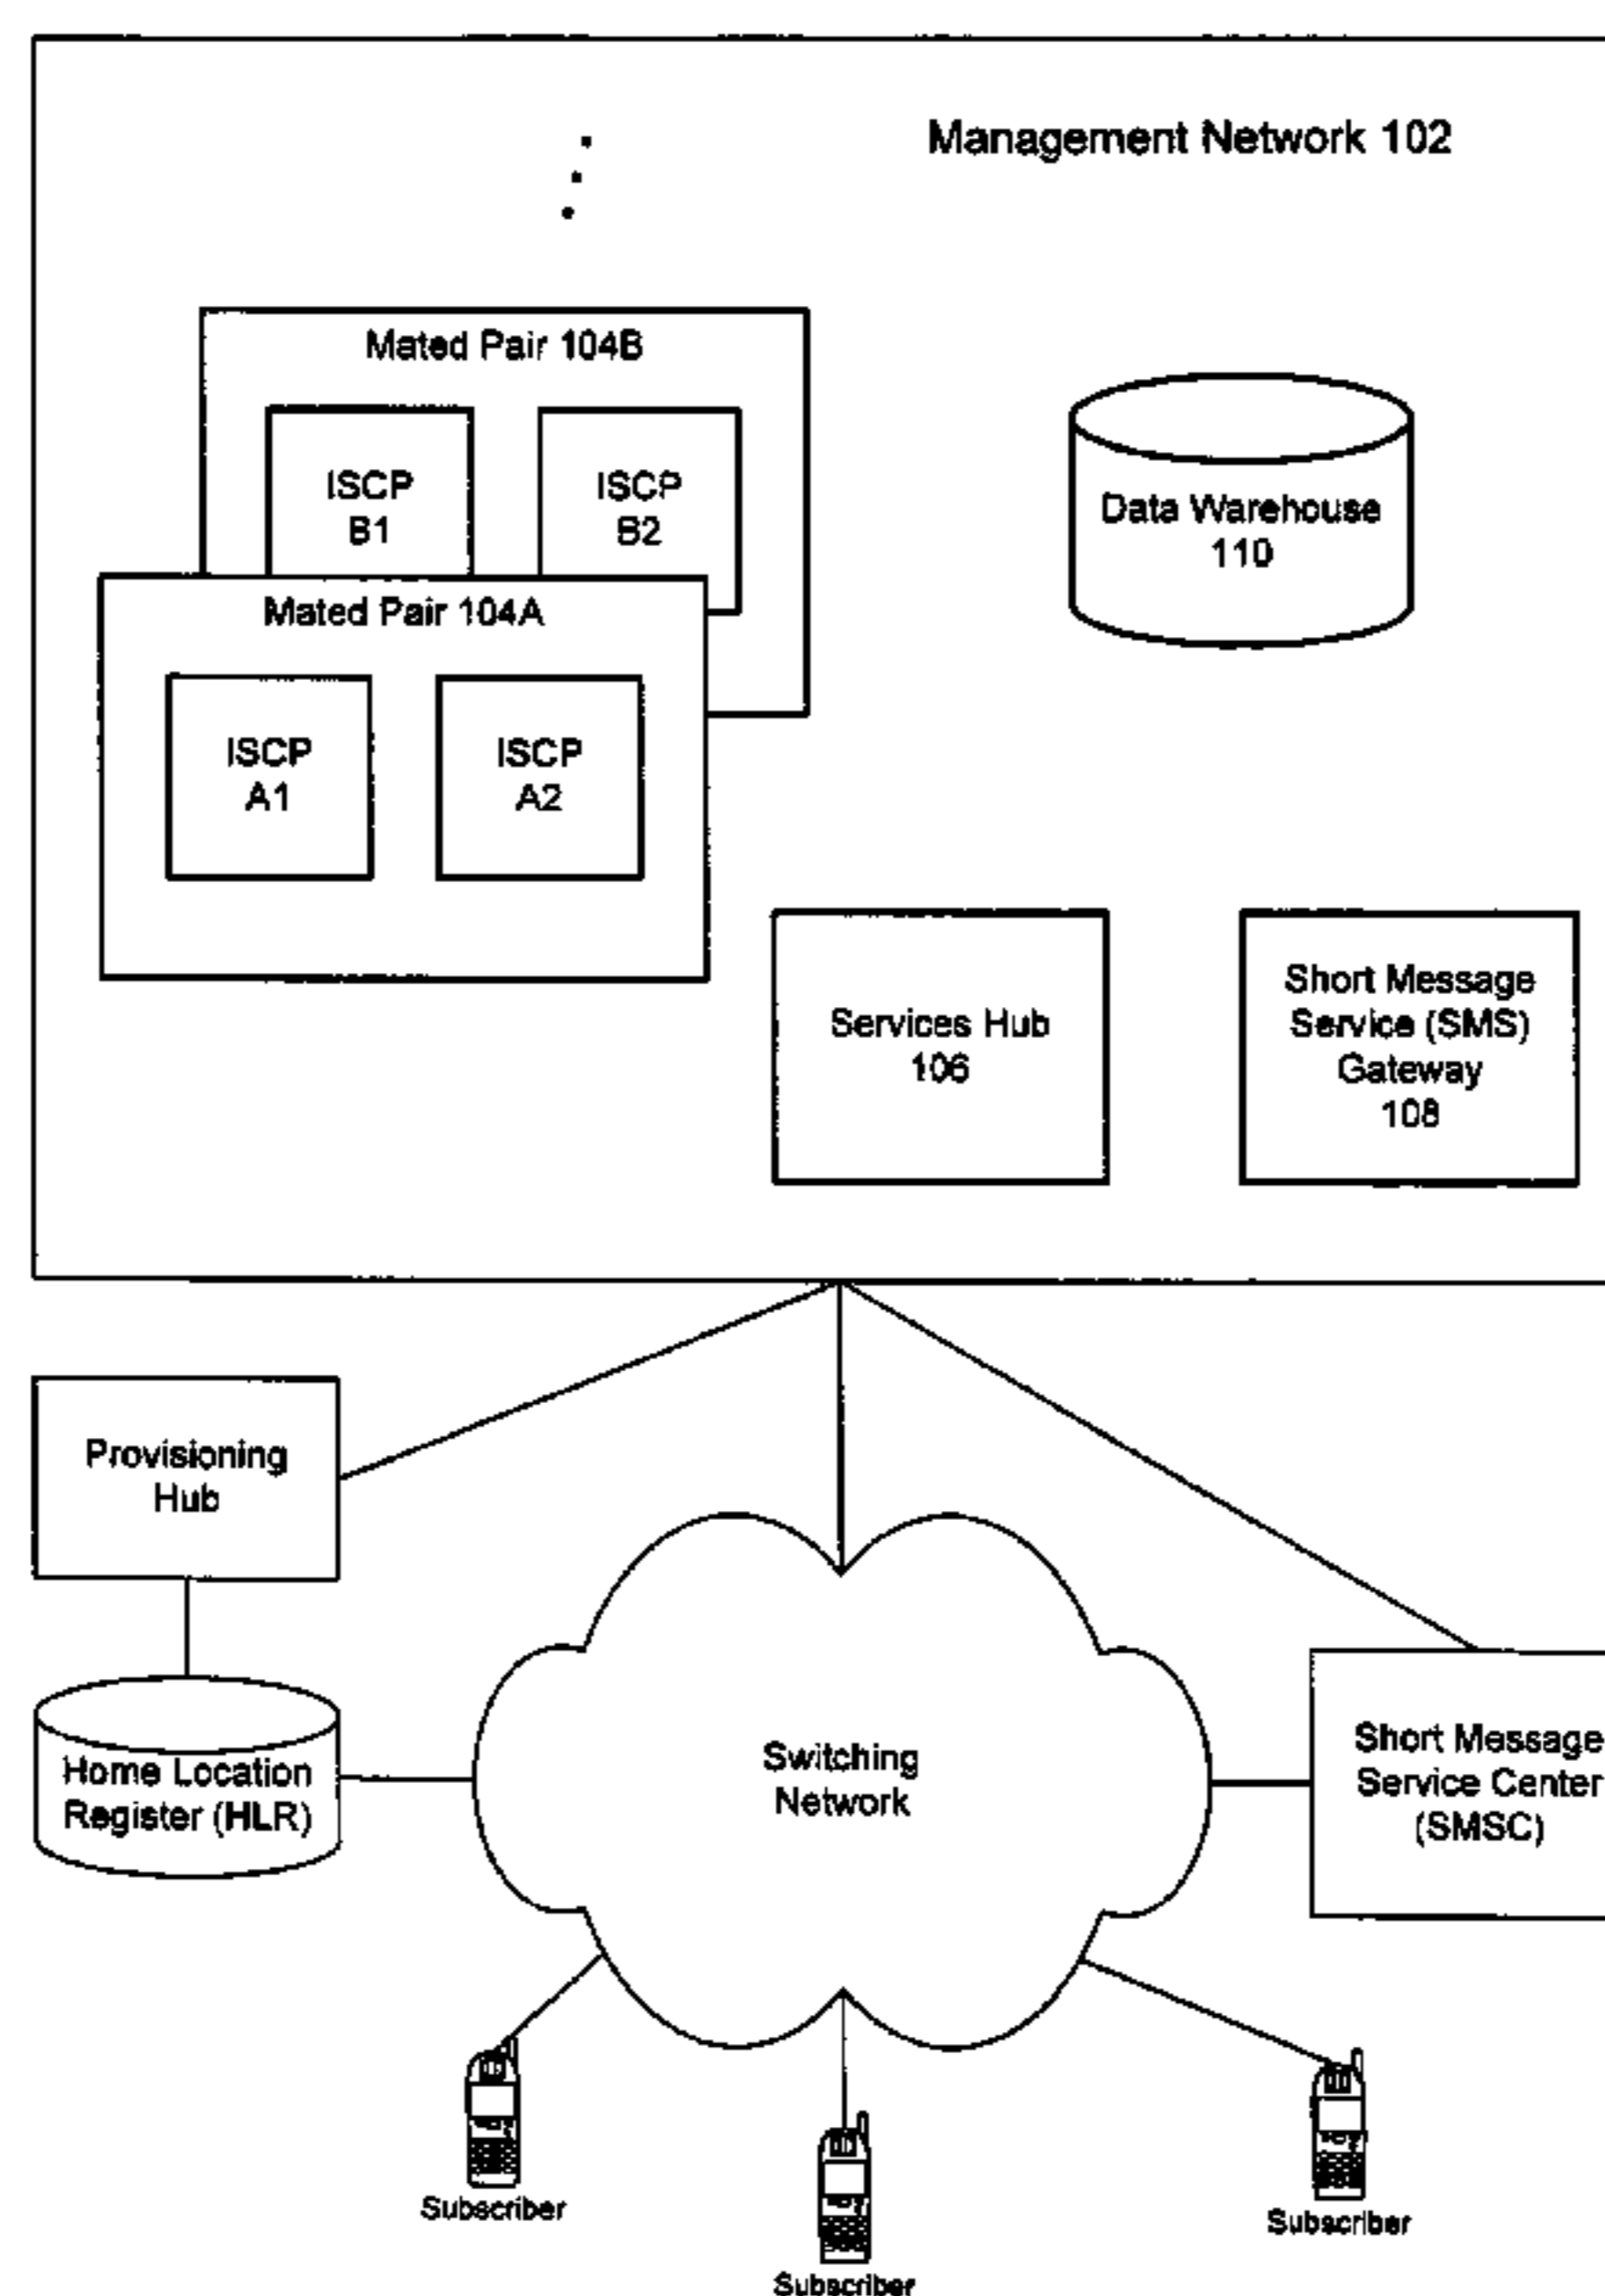 Management Network 102
Mated Pair 104B
ISCP
B1
ISCP
B2
Data Warehouse
110
Mated Pair 104A
ISCP
A1
ISCP
A2
Services Hub
106
Short Message
Service (SMS)
Gateway
108
Provisioning
Hub
Home Location
Register (HLR)
Switching
Network
Short Message
Service Center
(SMSC)
Subscriber
Subscriber
Subscriber